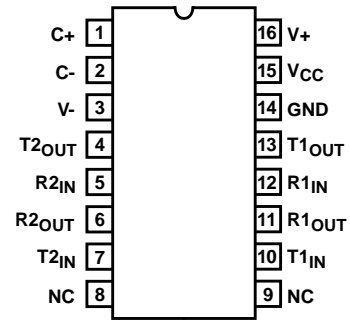 C+ 1 16 V+
C- 2 15 VCC
V- 3 14 GND
T2OUT 4 13 T1OUT
R2IN 5 12 R1IN
R2OUT 6 11 R1OUT
T2IN 7 10 T1IN
NC 8 9 NC